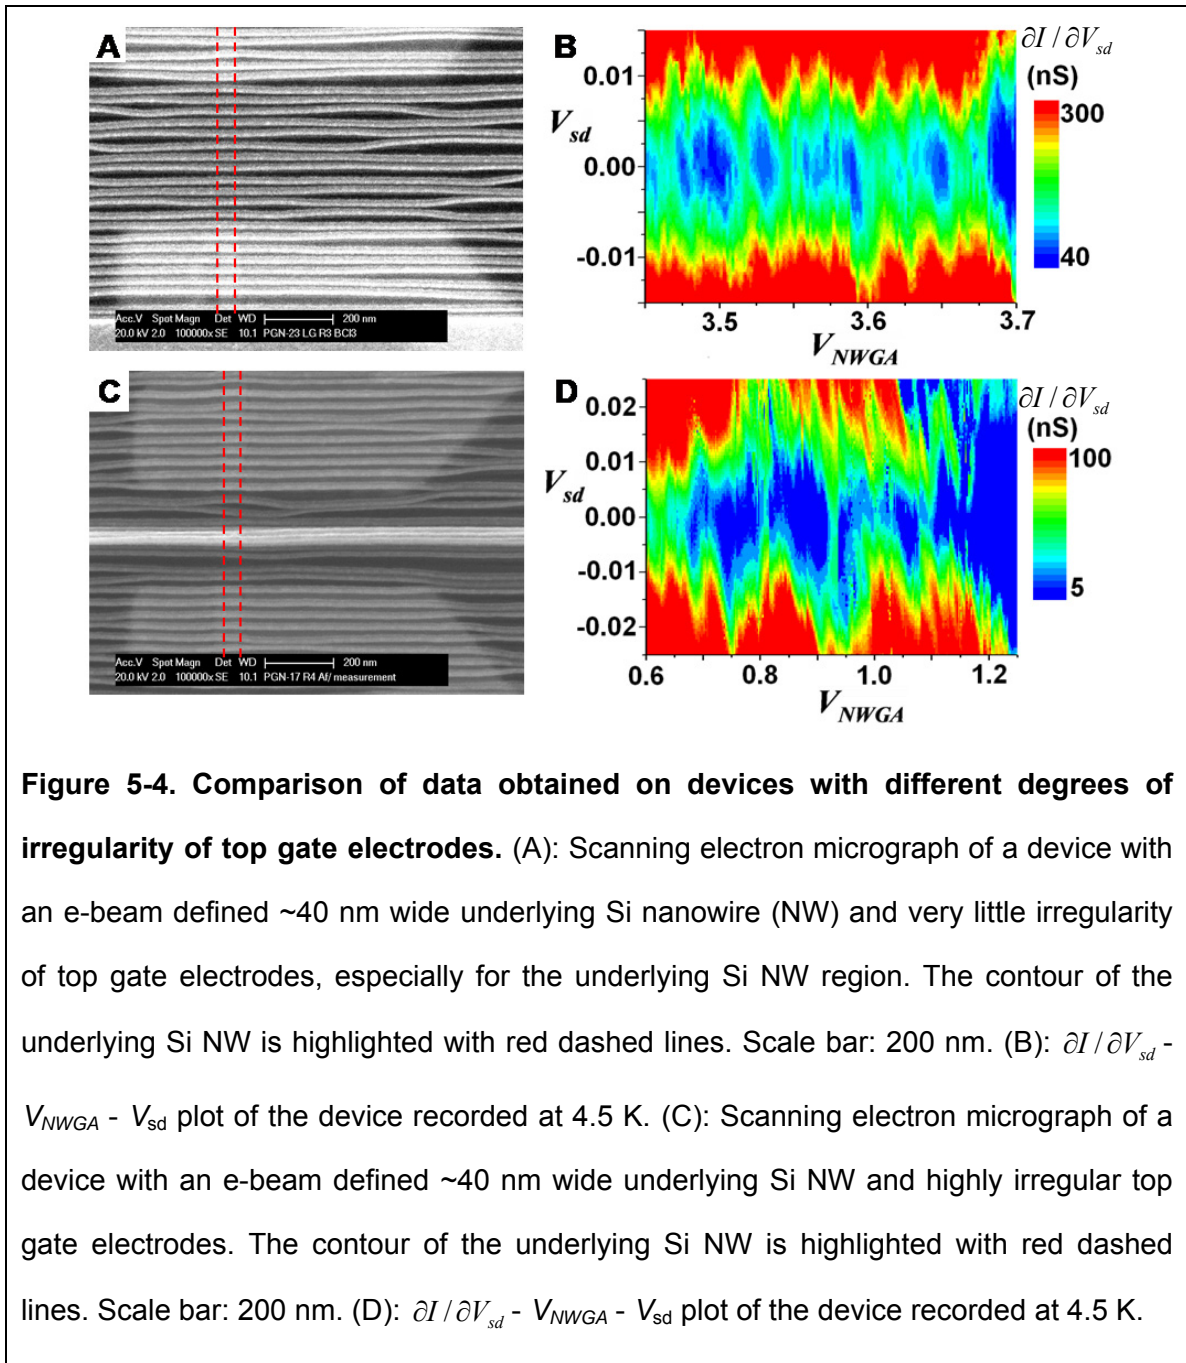 A
Acc.V Spot Magn Det WD 200 nm
20.0 kV 2.0 100000x SE 10.1 PGN-23 LG R3 BCl3
B
∂I / ∂V_sd
(nS)
300
40
0.01
V_sd
0.00
-0.01
3.5 3.6 3.7
V_NWGA
C
Acc.V Spot Magn Det WD 200 nm
20.0 kV 2.0 100000x SE 10.1 PGN-17 R4 Af/ measurement
D
∂I / ∂V_sd
(nS)
100
5
0.02
0.01
V_sd
0.00
-0.01
-0.02
0.6 0.8 1.0 1.2
V_NWGA
Figure 5-4. Comparison of data obtained on devices with different degrees of
irregularity of top gate electrodes. (A): Scanning electron micrograph of a device with
an e-beam defined ~40 nm wide underlying Si nanowire (NW) and very little irregularity
of top gate electrodes, especially for the underlying Si NW region. The contour of the
underlying Si NW is highlighted with red dashed lines. Scale bar: 200 nm. (B): ∂I / ∂V_sd -
V_NWGA - V_sd plot of the device recorded at 4.5 K. (C): Scanning electron micrograph of a
device with an e-beam defined ~40 nm wide underlying Si NW and highly irregular top
gate electrodes. The contour of the underlying Si NW is highlighted with red dashed
lines. Scale bar: 200 nm. (D): ∂I / ∂V_sd - V_NWGA - V_sd plot of the device recorded at 4.5 K.